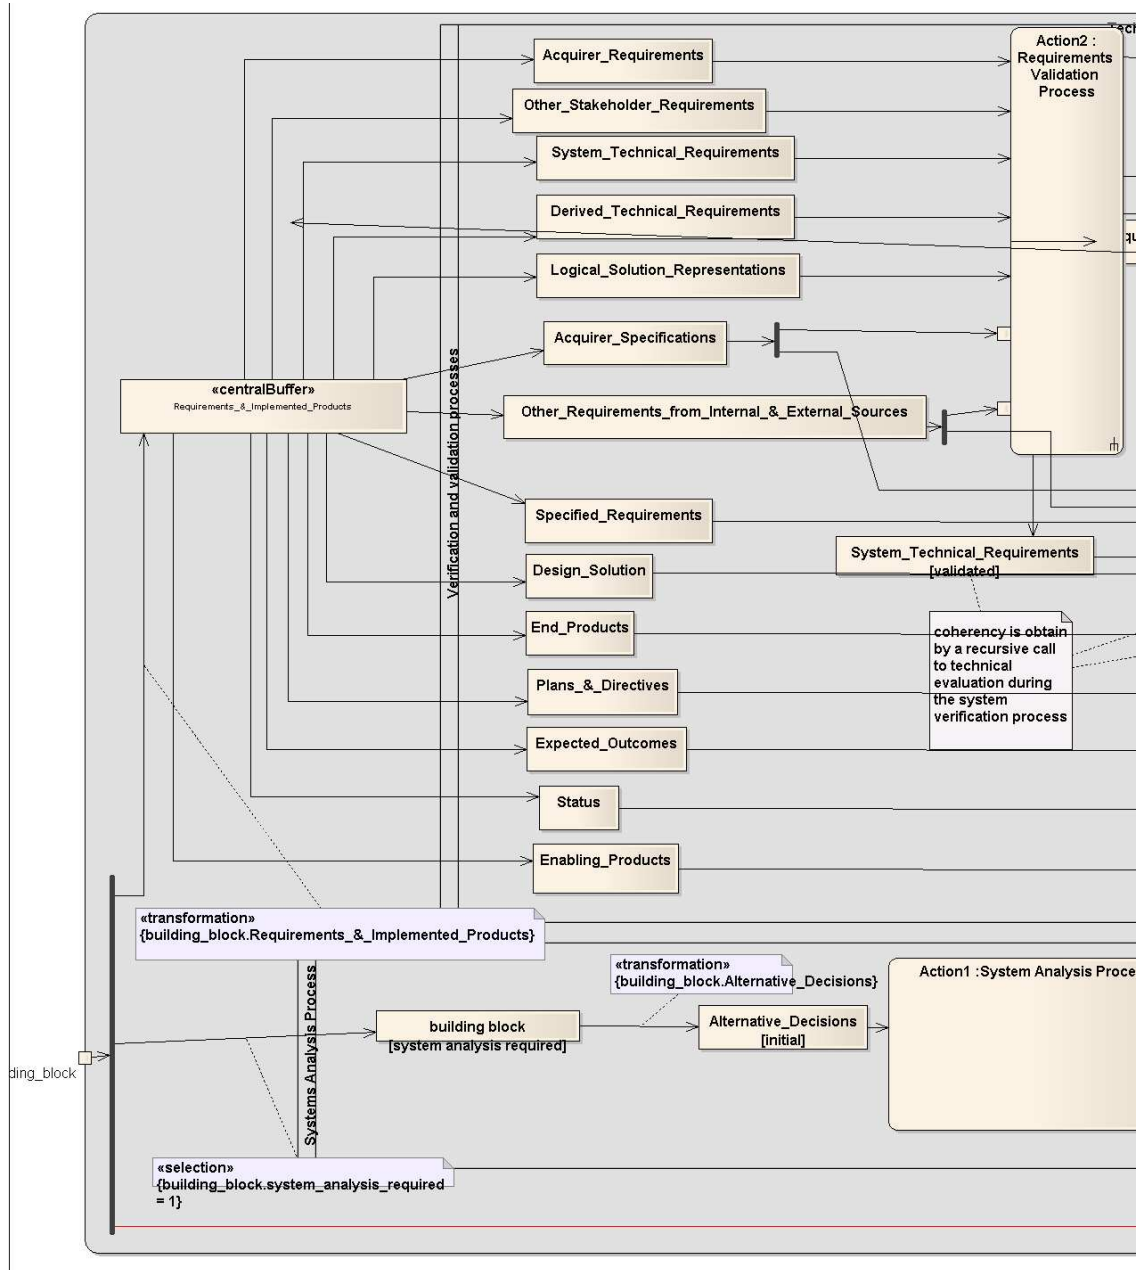 Tech
Acquirer_Requirements
Action2 :
Requirements
Validation
Process
Other_Stakeholder_Requirements
System_Technical_Requirements
Derived_Technical_Requirements
Logical_Solution_Representations
Acquirer_Specifications
«centralBuffer»
Requirements_&_Implemented_Products
Other_Requirements_from_Internal_&_External_Sources
Verification and validation processes
Specified_Requirements
System_Technical_Requirements
[validated]
Design_Solution
End_Products
coherency is obtain
by a recursive call
to technical
evaluation during
the system
verification process
Plans_&_Directives
Expected_Outcomes
Status
Enabling_Products
«transformation»
{building_block.Requirements_&_Implemented_Products}
«transformation»
{building_block.Alternative_Decisions}
Action1 :System Analysis Proce
Systems Analysis Process
building block
[system analysis required]
Alternative_Decisions
[initial]
ding_block
«selection»
{building_block.system_analysis_required
= 1}